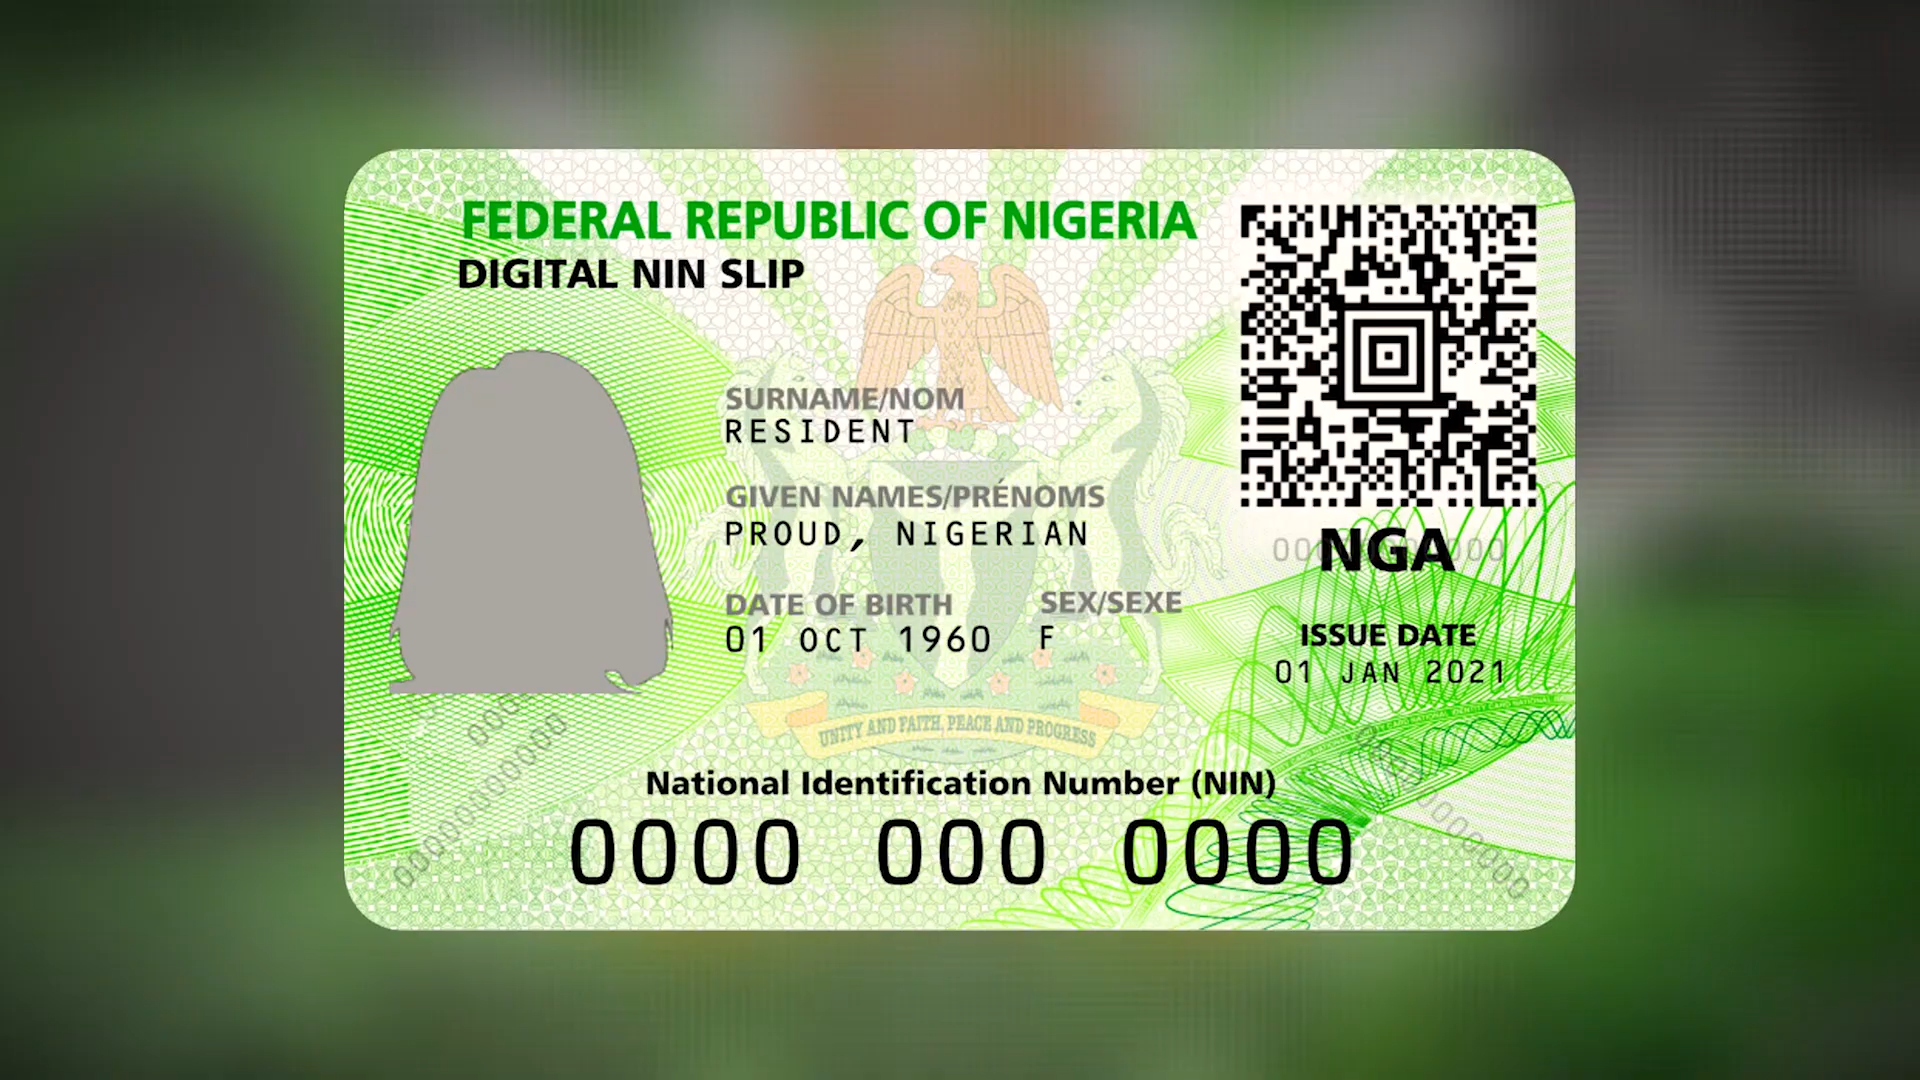 FEDERAL REPUBLIC OF NIGERIA
DIGITAL NIN SLIP
SURNAME/NOM
RESIDENT
GIVEN NAMES/PRÉNOMS
PROUD, NIGERIAN
DATE OF BIRTH SEX/SEXE
01 OCT 1960 F
NGA
ISSUE DATE
01 JAN 2021
UNITY AND FAITH, PEACE AND PROGRESS
National Identification Number (NIN)
0000 000 0000